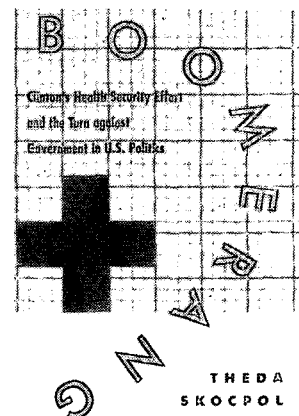 BOOMERANG
Clinton's Health Security Effort
and the Turn against
Government in U.S. Politics
THEDA
SKOCPOL